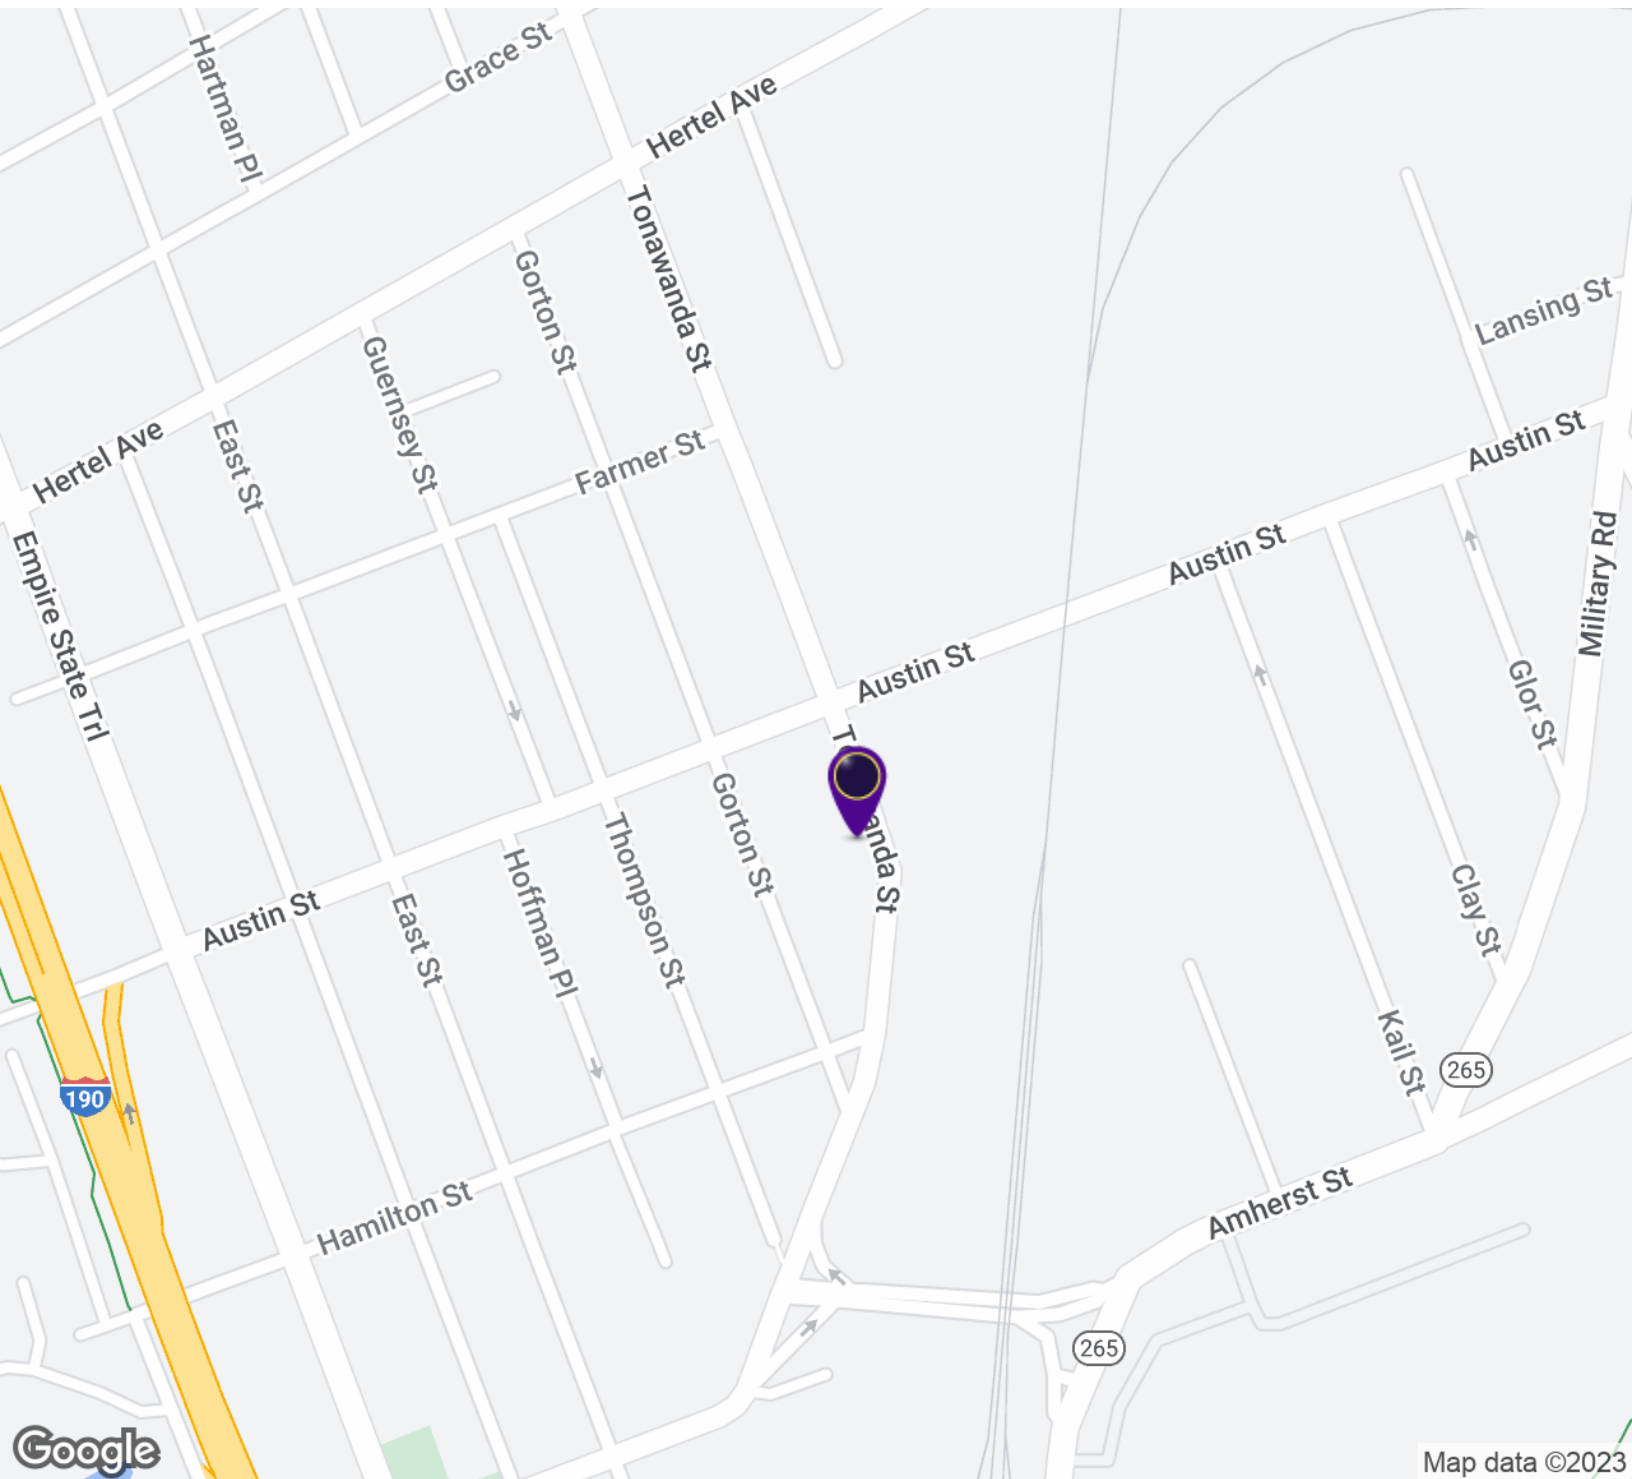 Hartman Pl
Grace St
Hertel Ave
Tonawanda St
Gorton St
Lansing St
Guernsey St
Hertel Ave
East St
Farmer St
Austin St
Empire State Trl
Austin St
Military Rd
Austin St
Glor St
T
anda St
Gorton St
Thompson St
Hoffman Pl
Austin St
East St
Clay St
Kail St
265
190
Hamilton St
Amherst St
265
Google
Map data ©2023